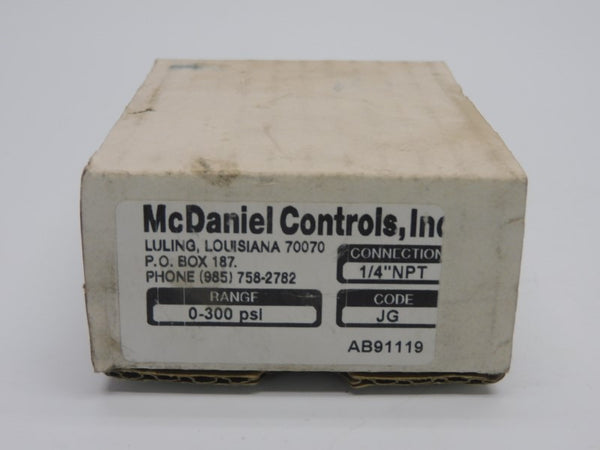 McDaniel Controls, Inc
LULING, LOUISIANA 70070
P.O. BOX 187.
PHONE (985) 758-2782
CONNECTION
1/4"NPT
RANGE
0-300 psi
CODE
JG
AB91119